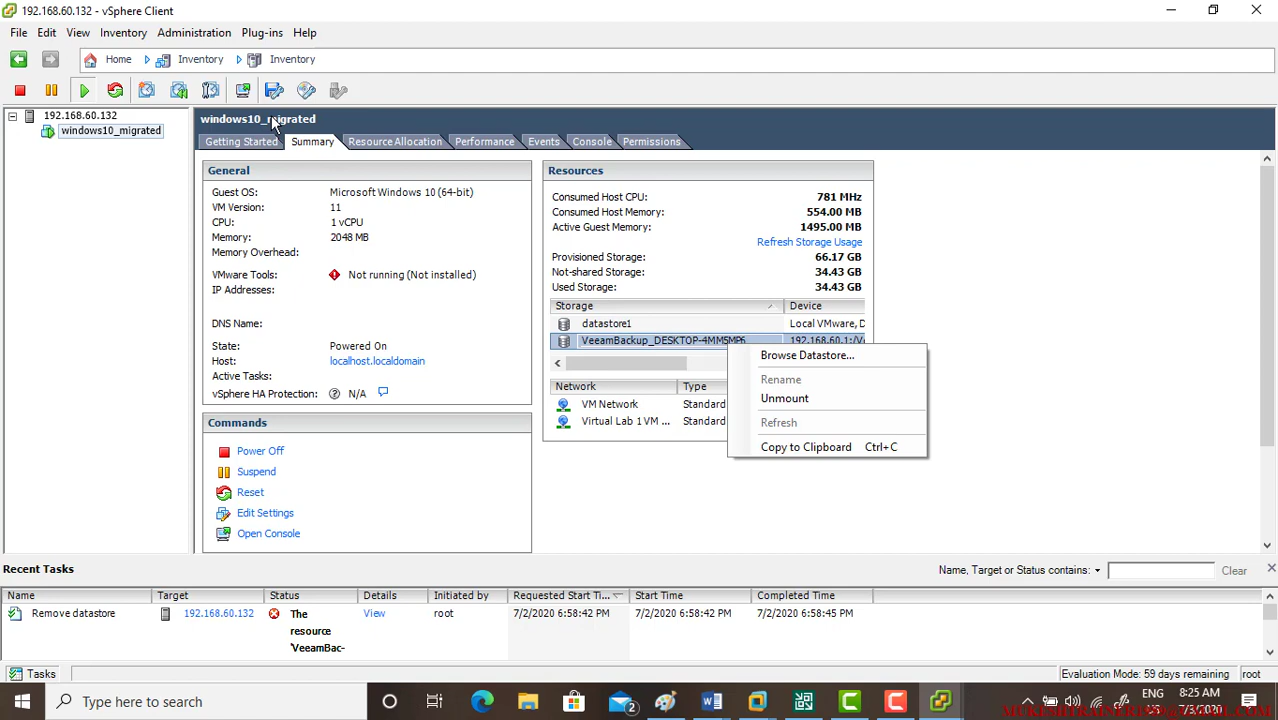 192.168.60.132 - vSphere Client
File Edit View Inventory Administration Plug-ins Help
Home Inventory Inventory
192.168.60.132
windows10_migrated
windows10_migrated
Getting Started Summary Resource Allocation Performance Events Console Permissions
General
Guest OS: Microsoft Windows 10 (64-bit)
VM Version: 11
CPU: 1 vCPU
Memory: 2048 MB
Memory Overhead:
VMware Tools: Not running (Not installed)
IP Addresses:
DNS Name:
State: Powered On
Host: localhost.localdomain
Active Tasks:
vSphere HA Protection: ? N/A
Commands
Power Off
Suspend
Reset
Edit Settings
Open Console
Resources
Consumed Host CPU: 781 MHz
Consumed Host Memory: 554.00 MB
Active Guest Memory: 1495.00 MB
Refresh Storage Usage
Provisioned Storage: 66.17 GB
Not-shared Storage: 34.43 GB
Used Storage: 34.43 GB
Storage Device
datastore1 Local VMware, D
VeeamBackup_DESKTOP-4MM5MP6 192.168.60.1:/Ve
Network Type
VM Network Standard
Virtual Lab 1 VM ... Standard
Browse Datastore...
Rename
Unmount
Refresh
Copy to Clipboard Ctrl+C
Recent Tasks
Name, Target or Status contains: Clear
Name Target Status Details Initiated by Requested Start Ti... Start Time Completed Time
Remove datastore 192.168.60.132 The View root 7/2/2020 6:58:42 PM 7/2/2020 6:58:42 PM 7/2/2020 6:58:45 PM
resource
'VeeamBac-
Tasks Evaluation Mode: 59 days remaining root
Type here to search
2
ENG 8:25 AM
7/3/2020